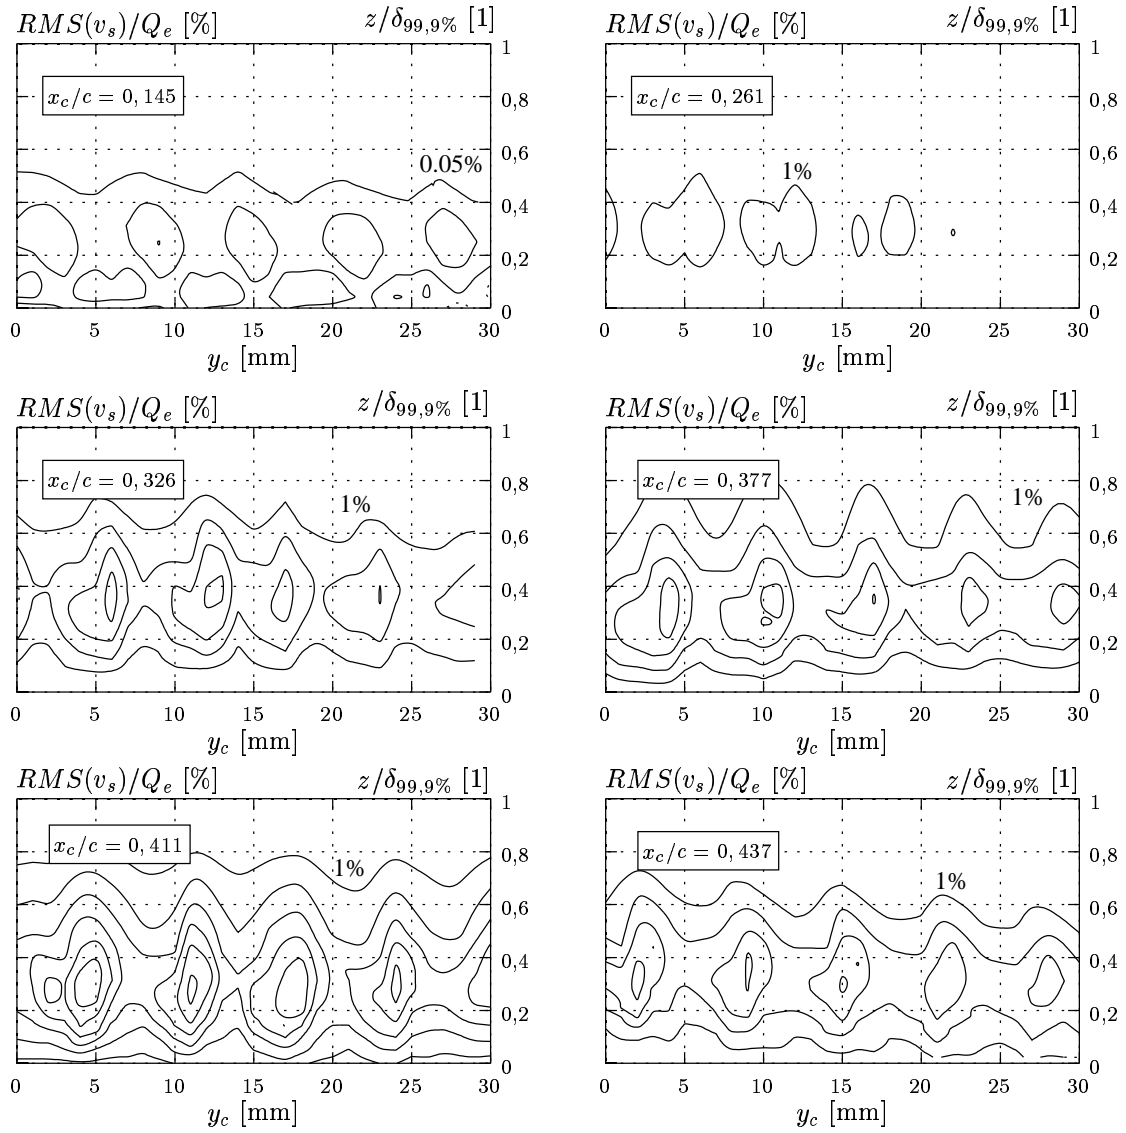 RMS(v_s)/Q_e [%] z/δ_99,9% [1]
1
x_c/c = 0,145
0,8
0,6
0.05%
0,4
0,2
0
0 5 10 15 20 25 30
y_c [mm]
RMS(v_s)/Q_e [%] z/δ_99,9% [1]
1
x_c/c = 0,261
0,8
0,6
1%
0,4
0,2
0
0 5 10 15 20 25 30
y_c [mm]
RMS(v_s)/Q_e [%] z/δ_99,9% [1]
1
x_c/c = 0,326
0,8
1%
0,6
0,4
0,2
0
0 5 10 15 20 25 30
y_c [mm]
RMS(v_s)/Q_e [%] z/δ_99,9% [1]
1
x_c/c = 0,377
0,8
1%
0,6
0,4
0,2
0
0 5 10 15 20 25 30
y_c [mm]
RMS(v_s)/Q_e [%] z/δ_99,9% [1]
1
x_c/c = 0,411
0,8
1%
0,6
0,4
0,2
0
0 5 10 15 20 25 30
y_c [mm]
RMS(v_s)/Q_e [%] z/δ_99,9% [1]
1
x_c/c = 0,437
0,8
1%
0,6
0,4
0,2
0
0 5 10 15 20 25 30
y_c [mm]